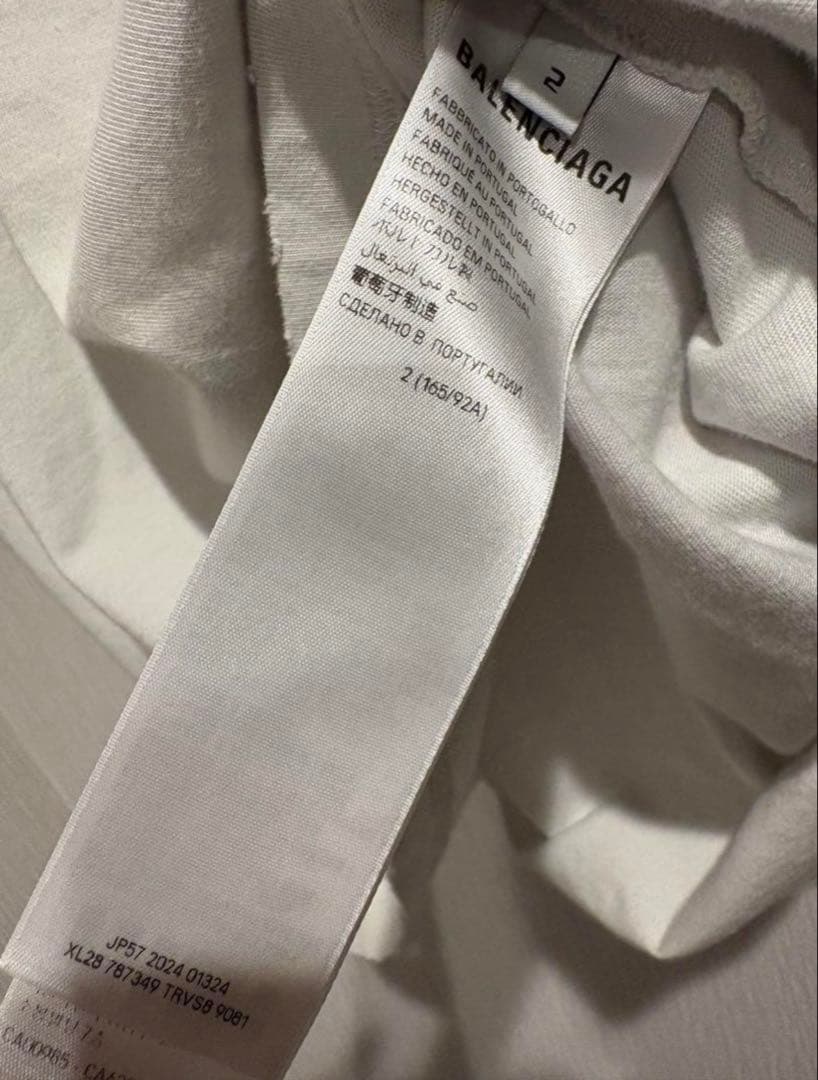 2
BALENCIAGA
FABBRICATO IN PORTOGALLO
MADE IN PORTUGAL
FABRIQUÉ AU PORTUGAL
HECHO EN PORTUGAL
HERGESTELLT IN PORTUGAL
FABRICADO EM PORTUGAL
ポルトガル製
صنع في البرتغال
葡萄牙制造
СДЕЛАНО В ПОРТУГАЛИИ
2 (165/92A)
JP57 2024 01324
XL28 787349 TRVS8 9081